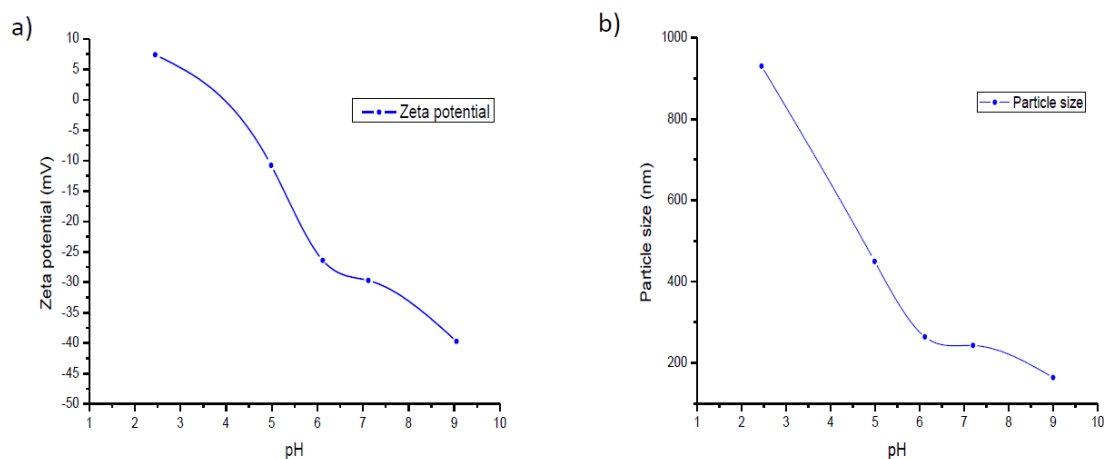 a)
Zeta potential (mV)
10
5
0
-5
-10
-15
-20
-25
-30
-35
-40
-45
-50
Zeta potential
1 2 3 4 5 6 7 8 9 10
pH
b)
Particle size (nm)
1000
800
600
400
200
Particle size
1 2 3 4 5 6 7 8 9 10
pH